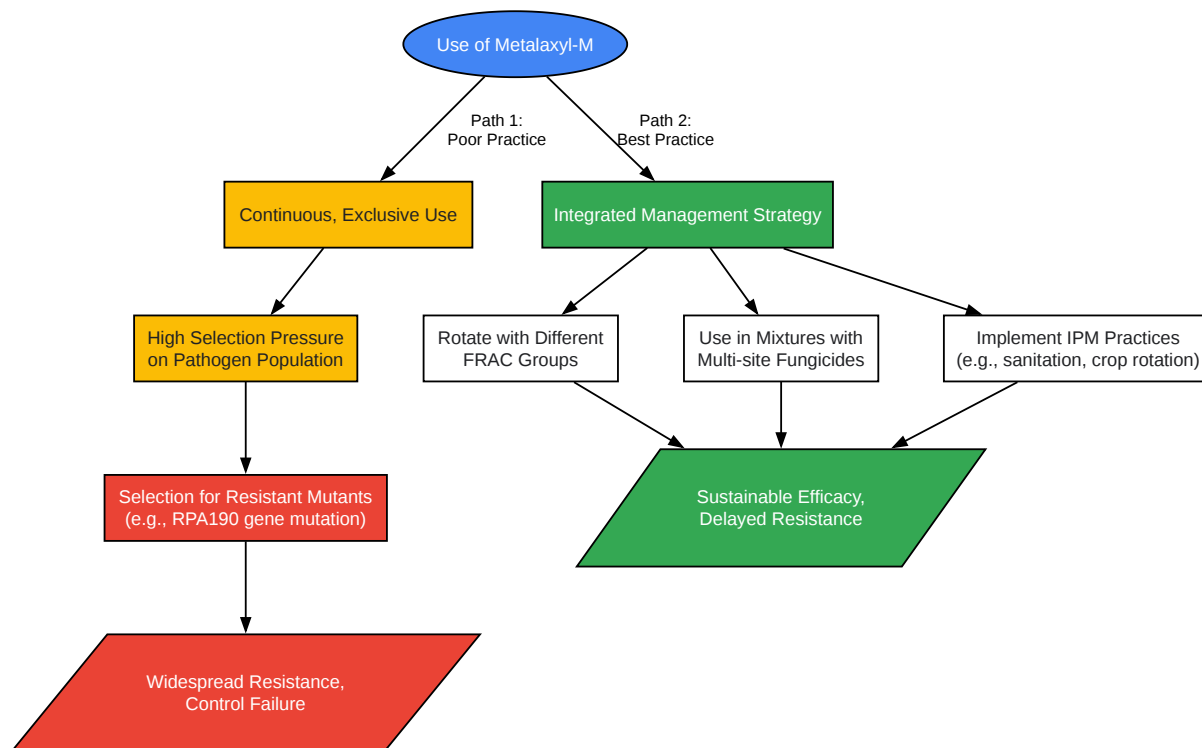 Use of Metalaxyl-M
Path 1:
Poor Practice
Path 2:
Best Practice
Continuous, Exclusive Use
Integrated Management Strategy
High Selection Pressure
on Pathogen Population
Rotate with Different
FRAC Groups
Use in Mixtures with
Multi-site Fungicides
Implement IPM Practices
(e.g., sanitation, crop rotation)
Selection for Resistant Mutants
(e.g., RPA190 gene mutation)
Sustainable Efficacy,
Delayed Resistance
Widespread Resistance,
Control Failure